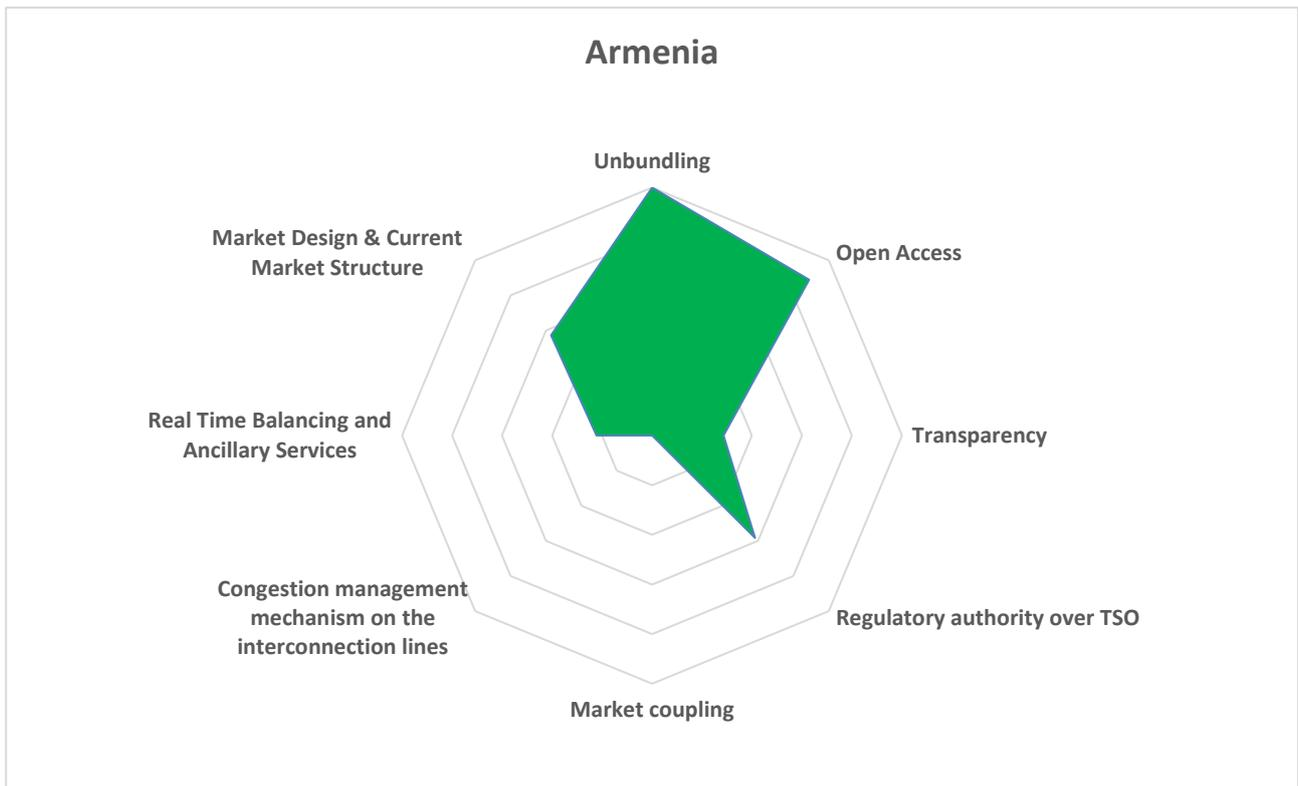 Armenia
Unbundling
Market Design & Current
Market Structure
Open Access
Real Time Balancing and
Ancillary Services
Transparency
Congestion management
mechanism on the
interconnection lines
Regulatory authority over TSO
Market coupling